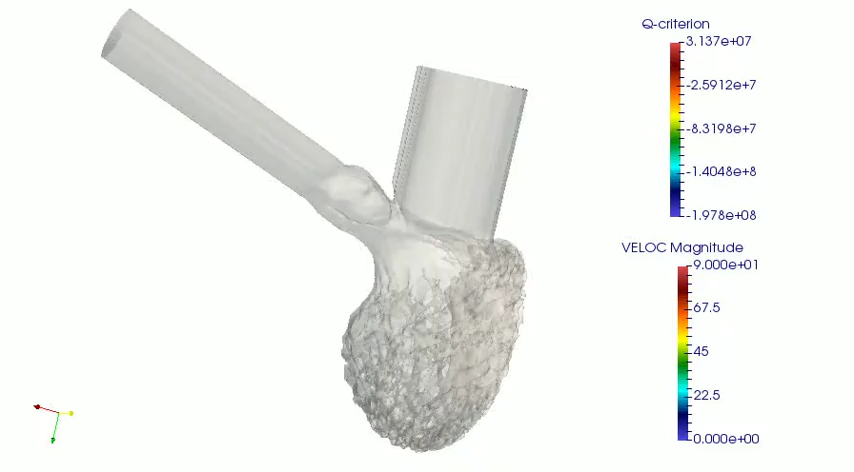 Q-criterion
3.137e+07
-2.5912e+7
-8.3198e+7
-1.4048e+8
-1.978e+08
VELOC Magnitude
9.000e+01
67.5
45
22.5
0.000e+00